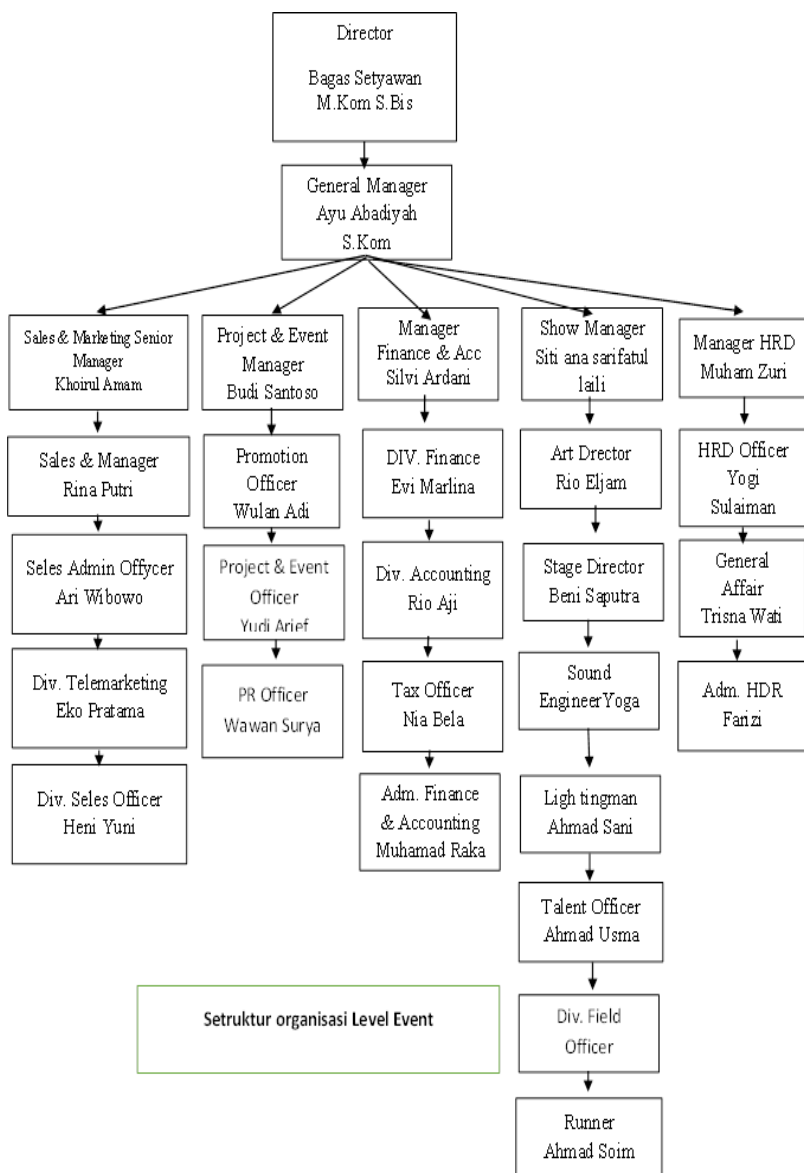 Director
Bagas Setyawan
M.Kom S.Bis
General Manager
Ayu Abadiyah
S.Kom
Sales & Marketing Senior
Manager
Khoirul Amam
Project & Event
Manager
Budi Santoso
Manager
Finance & Acc
Silvi Ardani
Show Manager
Siti ana sarifatul
laili
Manager HRD
Muham Zuri
Sales & Manager
Rina Putri
Promotion
Officer
Wulan Adi
DIV. Finance
Evi Marlina
Art Drector
Rio Eljam
HRD Officer
Yogi
Sulaiman
Seles Admin Offycer
Ari Wibowo
Project & Event
Officer
Yudi Arief
Div. Accounting
Rio Aji
Stage Director
Beni Saputra
General
Affair
Trisna Wati
Div. Telemarketing
Eko Pratama
PR Officer
Wawan Surya
Tax Officer
Nia Bela
Sound
EngineerYoga
Adm. HDR
Farizi
Div. Seles Officer
Heni Yuni
Adm. Finance
& Accounting
Muhamad Raka
Ligh tingman
Ahmad Sani
Talent Officer
Ahmad Usma
Setruktur organisasi Level Event
Div. Field
Officer
Runner
Ahmad Soim